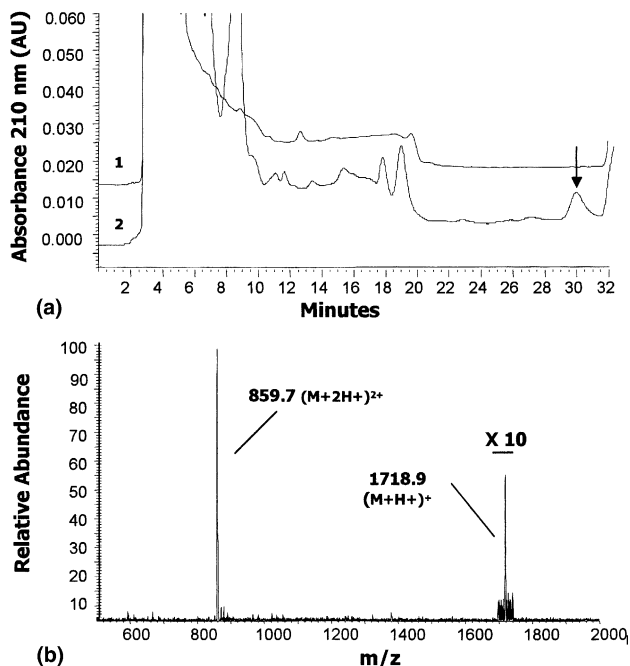 Absorbance 210 nm (AU)
0.060
0.050
0.040
0.030
0.020
0.010
0.000
1
2
2 4 6 8 10 12 14 16 18 20 22 24 26 28 30 32
Minutes
(a)
Relative Abundance
100
90
80
70
60
50
40
30
20
10
859.7 (M+2H+)2+
X 10
1718.9
(M+H+)+
600 800 1000 1200 1400 1600 1800 2000
m/z
(b)